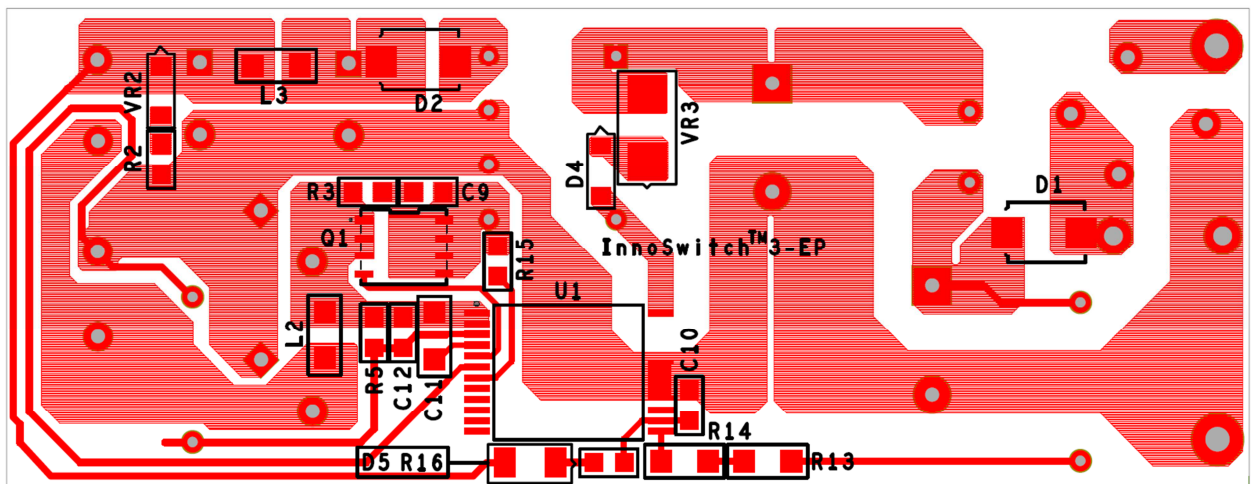 VR2
L3
D2
VR3
R2
D4
R3
C9
D1
Q1
R15
InnoSwitch™3-EP
U1
L2
C10
R5
C12
C11
R14
D5 R16
R13